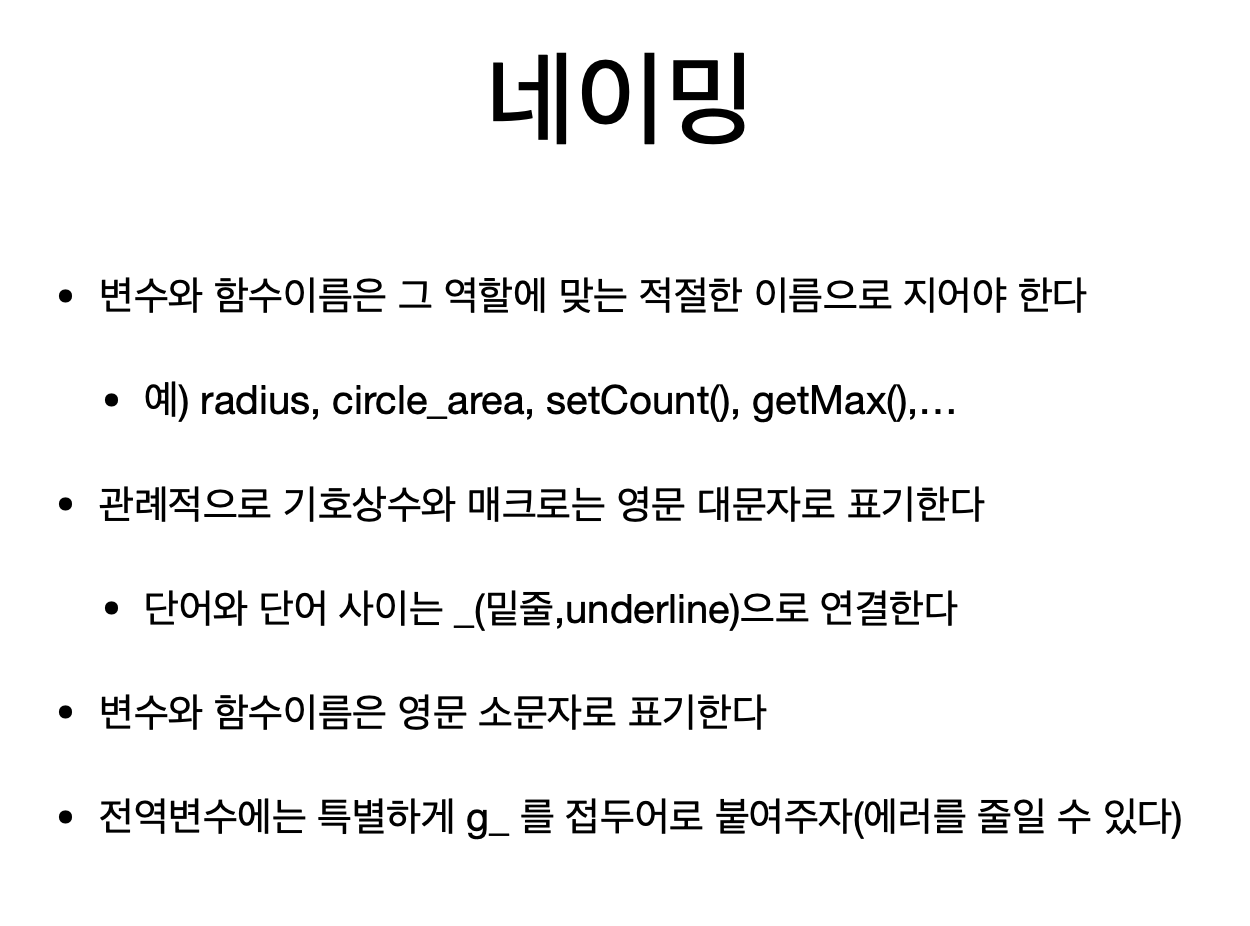 네이밍
• 변수와 함수이름은 그 역할에 맞는 적절한 이름으로 지어야 한다
• 예) radius, circle_area, setCount(), getMax(),…
• 관례적으로 기호상수와 매크로는 영문 대문자로 표기한다
• 단어와 단어 사이는 _(밑줄,underline)으로 연결한다
• 변수와 함수이름은 영문 소문자로 표기한다
• 전역변수에는 특별하게 g_ 를 접두어로 붙여주자(에러를 줄일 수 있다)